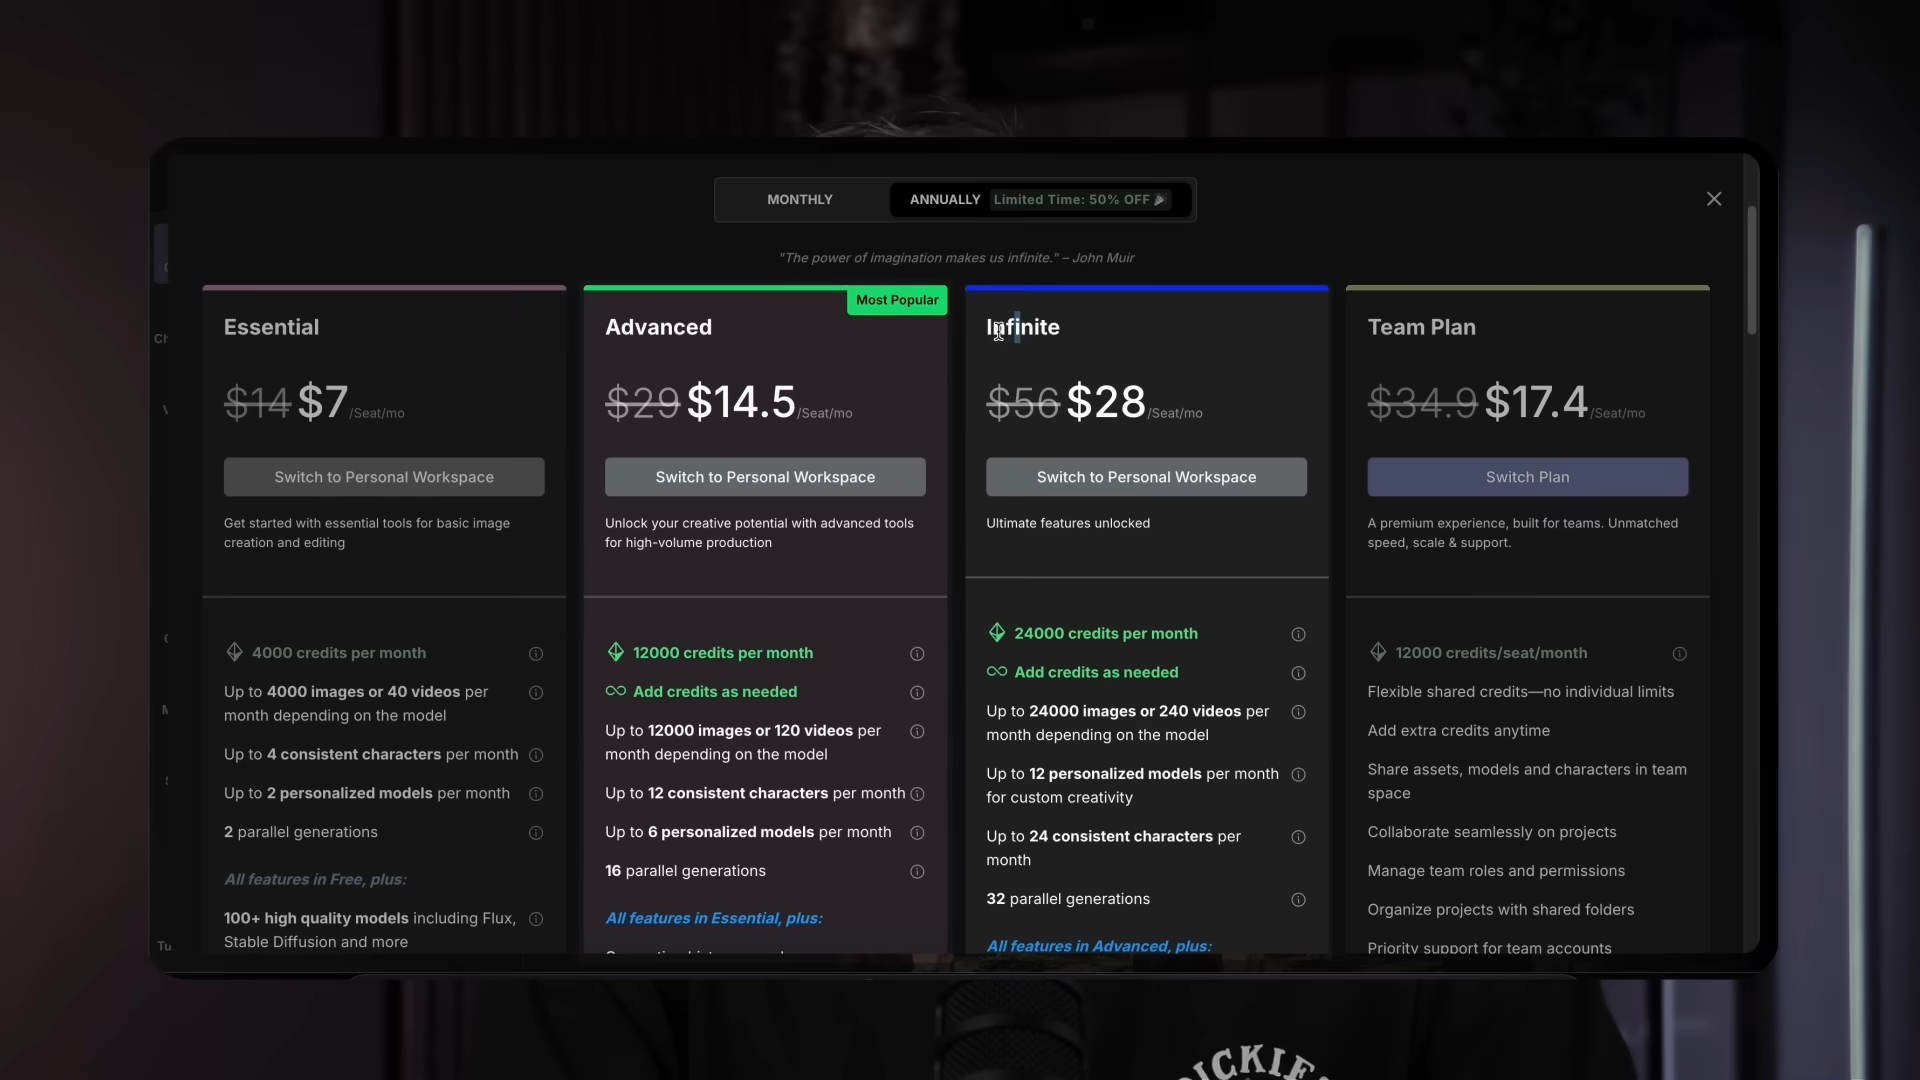 MONTHLY
ANNUALLY Limited Time: 50% OFF
"The power of imagination makes us infinite." – John Muir
Essential
$14 $7 /Seat/mo
Switch to Personal Workspace
Get started with essential tools for basic image
creation and editing
4000 credits per month
Up to 4000 images or 40 videos per
month depending on the model
Up to 4 consistent characters per month
Up to 2 personalized models per month
2 parallel generations
All features in Free, plus:
100+ high quality models including Flux,
Stable Diffusion and more
Most Popular
Advanced
$29 $14.5 /Seat/mo
Switch to Personal Workspace
Unlock your creative potential with advanced tools
for high-volume production
12000 credits per month
Add credits as needed
Up to 12000 images or 120 videos per
month depending on the model
Up to 12 consistent characters per month
Up to 6 personalized models per month
16 parallel generations
All features in Essential, plus:
Infinite
$56 $28 /Seat/mo
Switch to Personal Workspace
Ultimate features unlocked
24000 credits per month
Add credits as needed
Up to 24000 images or 240 videos per
month depending on the model
Up to 12 personalized models per month
for custom creativity
Up to 24 consistent characters per
month
32 parallel generations
All features in Advanced, plus:
Team Plan
$34.9 $17.4 /Seat/mo
Switch Plan
A premium experience, built for teams. Unmatched
speed, scale & support.
12000 credits/seat/month
Flexible shared credits—no individual limits
Add extra credits anytime
Share assets, models and characters in team
space
Collaborate seamlessly on projects
Manage team roles and permissions
Organize projects with shared folders
Priority support for team accounts